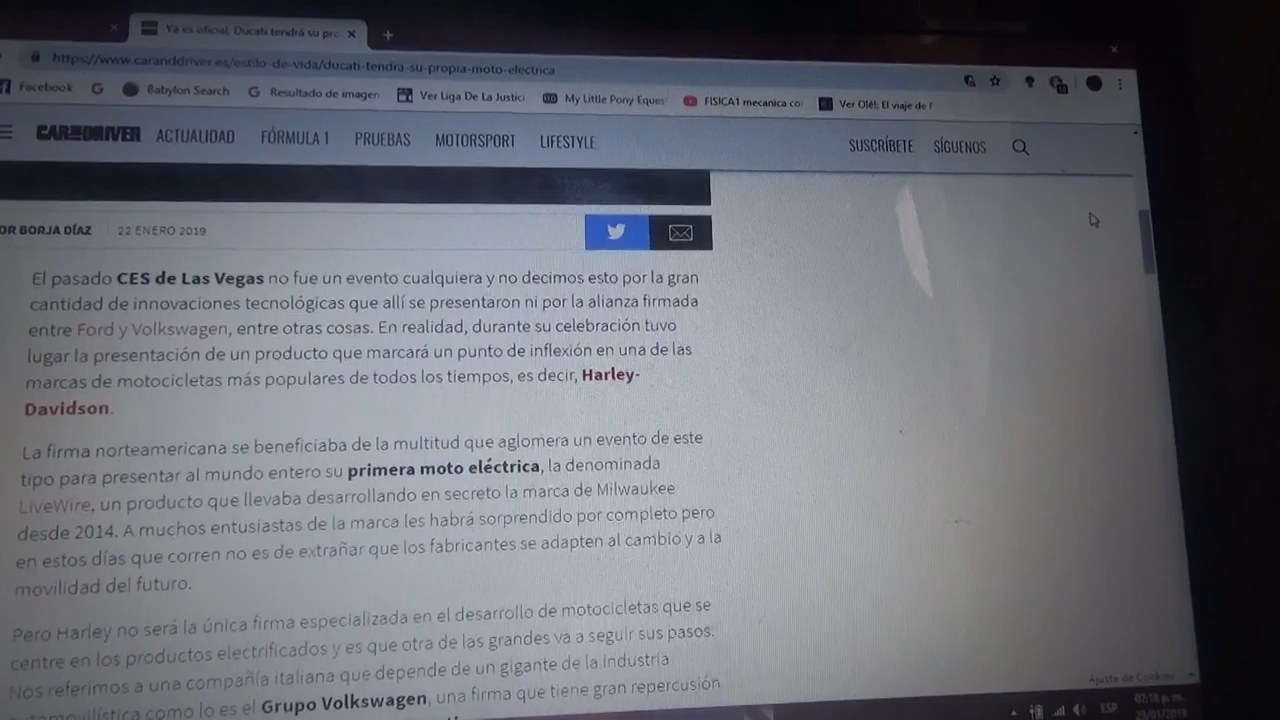 Ya es oficial, Ducati tendrá su pro
https://www.caranddriver.es/estilo-de-vida/ducati-tendra-su-propia-moto-electrica
Facebook Babylon Search Resultado de imagen Ver Liga De La Justici My Little Pony Eques FISICA1 mecanica co Ver Olé!: El viaje de F
CAR AND DRIVER ACTUALIDAD FÓRMULA 1 PRUEBAS MOTORSPORT LIFESTYLE SUSCRÍBETE SÍGUENOS
OR BORJA DÍAZ 22 ENERO 2019
El pasado CES de Las Vegas no fue un evento cualquiera y no decimos esto por la gran
cantidad de innovaciones tecnológicas que allí se presentaron ni por la alianza firmada
entre Ford y Volkswagen, entre otras cosas. En realidad, durante su celebración tuvo
lugar la presentación de un producto que marcará un punto de inflexión en una de las
marcas de motocicletas más populares de todos los tiempos, es decir, Harley-
Davidson.
La firma norteamericana se beneficiaba de la multitud que aglomera un evento de este
tipo para presentar al mundo entero su primera moto eléctrica, la denominada
LiveWire, un producto que llevaba desarrollando en secreto la marca de Milwaukee
desde 2014. A muchos entusiastas de la marca les habrá sorprendido por completo pero
en estos días que corren no es de extrañar que los fabricantes se adapten al cambio y a la
movilidad del futuro.
Pero Harley no será la única firma especializada en el desarrollo de motocicletas que se
centre en los productos electrificados y es que otra de las grandes va a seguir sus pasos.
Nos referimos a una compañía italiana que depende de un gigante de la industria
como lo es el Grupo Volkswagen, una firma que tiene gran repercusión
Ajuste de Cookies
ESP 07:18 p. m.